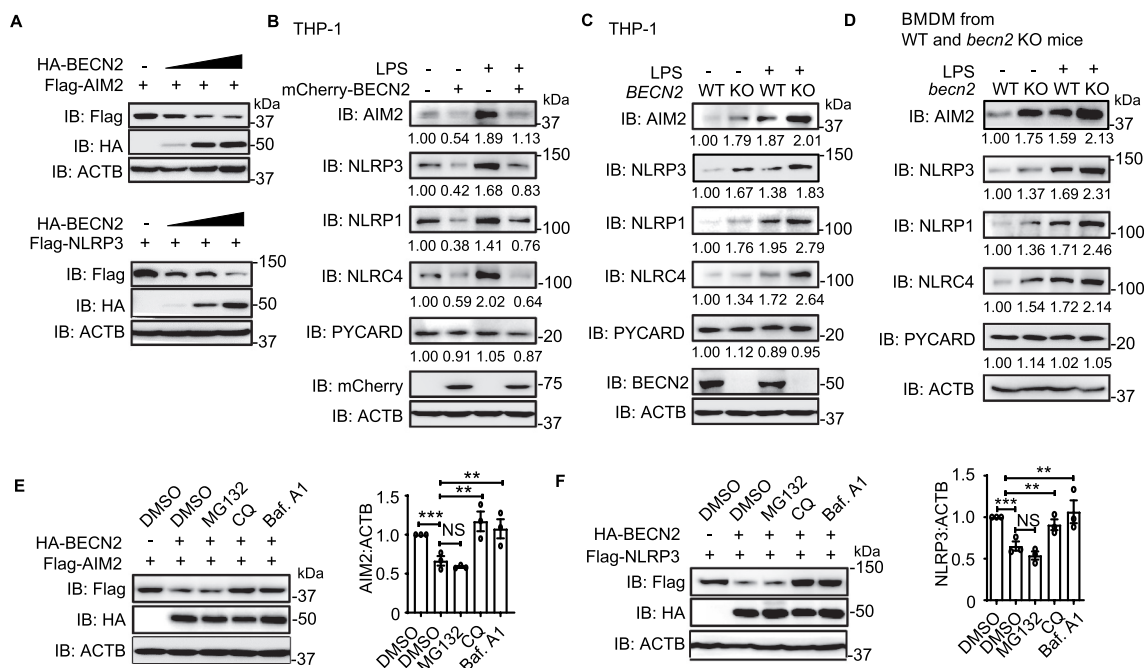 A
HA-BECN2 -
Flag-AIM2 + + + +
kDa
IB: Flag -37
IB: HA -50
IB: ACTB -37
HA-BECN2 -
Flag-NLRP3 + + + +
-150
IB: Flag
IB: HA -50
IB: ACTB -37
B THP-1
LPS - - + +
mCherry-BECN2 - + - +
kDa
IB: AIM2 -37
1.00 0.54 1.89 1.13
-150
IB: NLRP3
1.00 0.42 1.68 0.83
IB: NLRP1 -100
1.00 0.38 1.41 0.76
IB: NLRC4 -100
1.00 0.59 2.02 0.64
IB: PYCARD -20
1.00 0.91 1.05 0.87
IB: mCherry -75
IB: ACTB -37
C THP-1
LPS - - + +
BECN2 WT KO WT KO
kDa
IB: AIM2 -37
1.00 1.79 1.87 2.01
-150
IB: NLRP3
1.00 1.67 1.38 1.83
IB: NLRP1 -100
1.00 1.76 1.95 2.79
IB: NLRC4 -100
1.00 1.34 1.72 2.64
IB: PYCARD -20
1.00 1.12 0.89 0.95
IB: BECN2 -50
IB: ACTB -37
D BMDM from
WT and becn2 KO mice
LPS - - + +
becn2 WT KO WT KO
kDa
IB: AIM2 -37
1.00 1.75 1.59 2.13
-150
IB: NLRP3
1.00 1.37 1.69 2.31
IB: NLRP1 -100
1.00 1.36 1.71 2.46
IB: NLRC4 -100
1.00 1.54 1.72 2.14
IB: PYCARD -20
1.00 1.14 1.02 1.05
IB: ACTB -37
E
DMSO DMSO MG132 CQ Baf. A1
HA-BECN2 - + + + +
Flag-AIM2 + + + + +
kDa
IB: Flag -37
IB: HA -50
IB: ACTB -37
AIM2:ACTB
1.5
1.0
0.5
0
*** NS ** **
DMSO DMSO MG132 CQ Baf. A1
F
DMSO DMSO MG132 CQ Baf. A1
HA-BECN2 - + + + +
Flag-NLRP3 + + + + +
kDa
-150
IB: Flag
IB: HA -50
IB: ACTB -37
NLRP3:ACTB
1.5
1.0
0.5
0
*** NS ** **
DMSO DMSO MG132 CQ Baf. A1